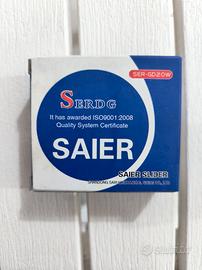 SER-GD20W
SERDG
It has awarded ISO9001:2008
Quality System Certificate
SAIER
SAIER SLIDER